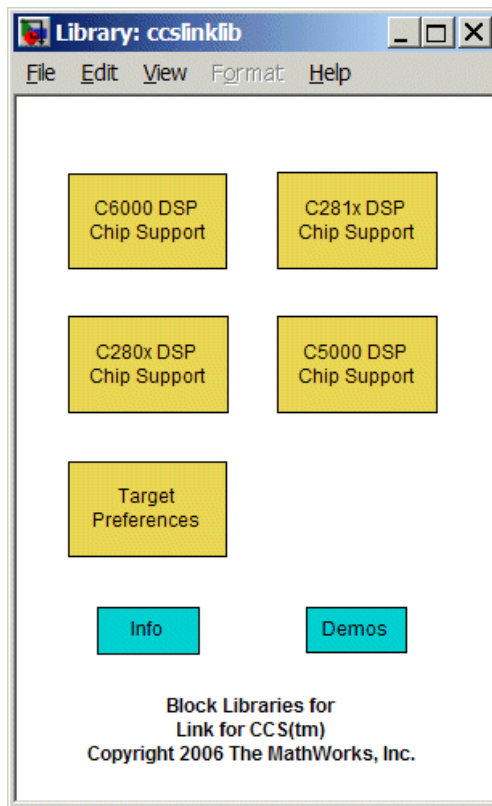 Library: ccslinklib
File Edit View Format Help
C6000 DSP
Chip Support
C281x DSP
Chip Support
C280x DSP
Chip Support
C5000 DSP
Chip Support
Target
Preferences
Info
Demos
Block Libraries for
Link for CCS(tm)
Copyright 2006 The MathWorks, Inc.